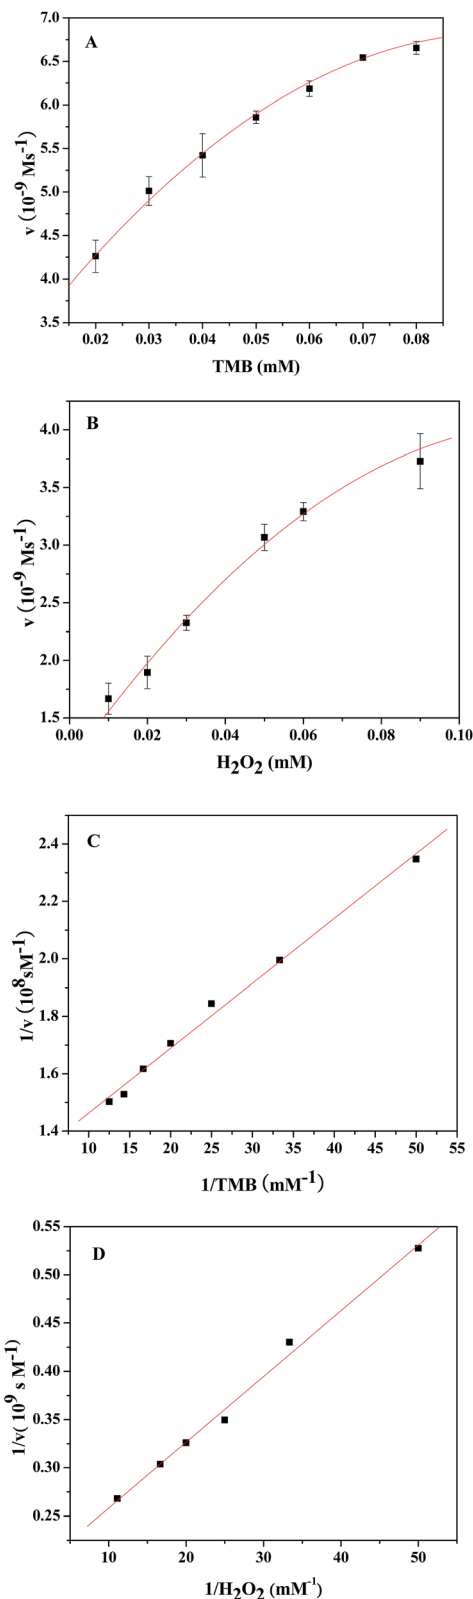 A
7.0
6.5
6.0
5.5
5.0
4.5
4.0
3.5
v (10⁻⁹ Ms⁻¹)
0.02 0.03 0.04 0.05 0.06 0.07 0.08
TMB (mM)
B
4.0
3.5
3.0
2.5
2.0
1.5
v (10⁻⁹ Ms⁻¹)
0.00 0.02 0.04 0.06 0.08 0.10
H₂O₂ (mM)
C
2.4
2.2
2.0
1.8
1.6
1.4
1/v (10⁸sM⁻¹)
10 15 20 25 30 35 40 45 50 55
1/TMB (mM⁻¹)
D
0.55
0.50
0.45
0.40
0.35
0.30
0.25
1/v( 10⁹ s M⁻¹)
10 20 30 40 50
1/H₂O₂ (mM⁻¹)